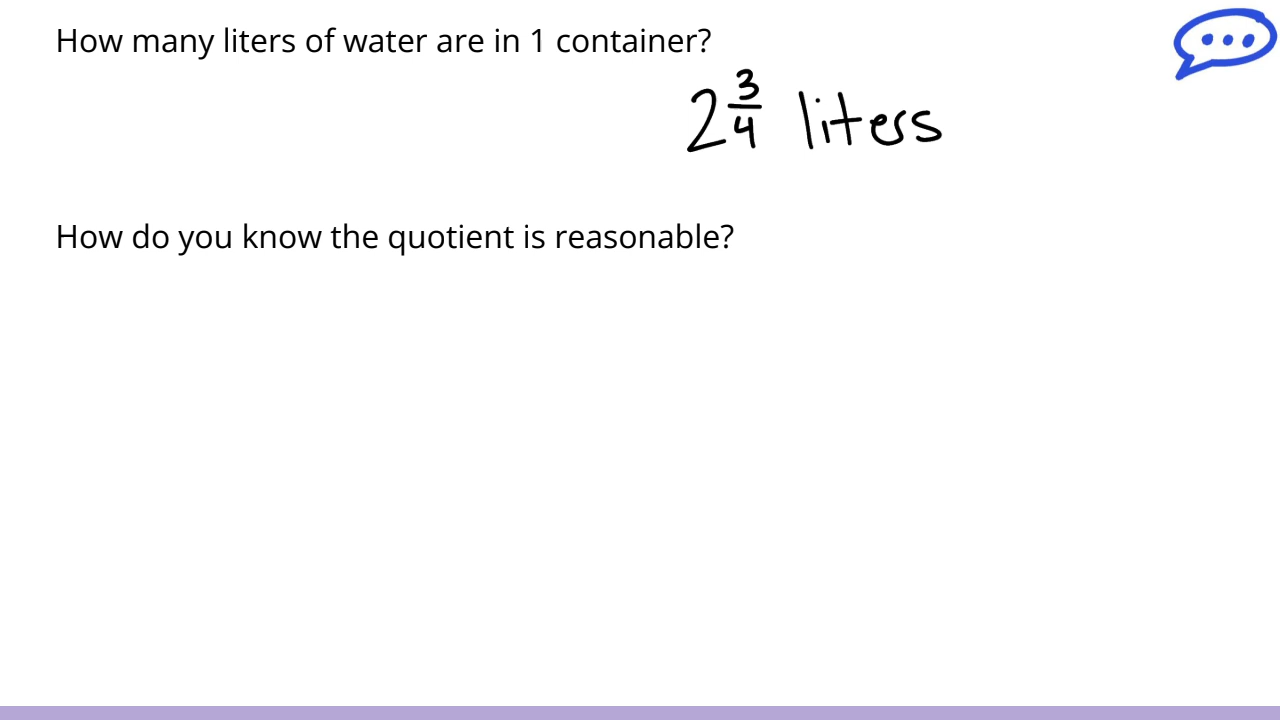 How many liters of water are in 1 container?
2 3/4 liters
How do you know the quotient is reasonable?